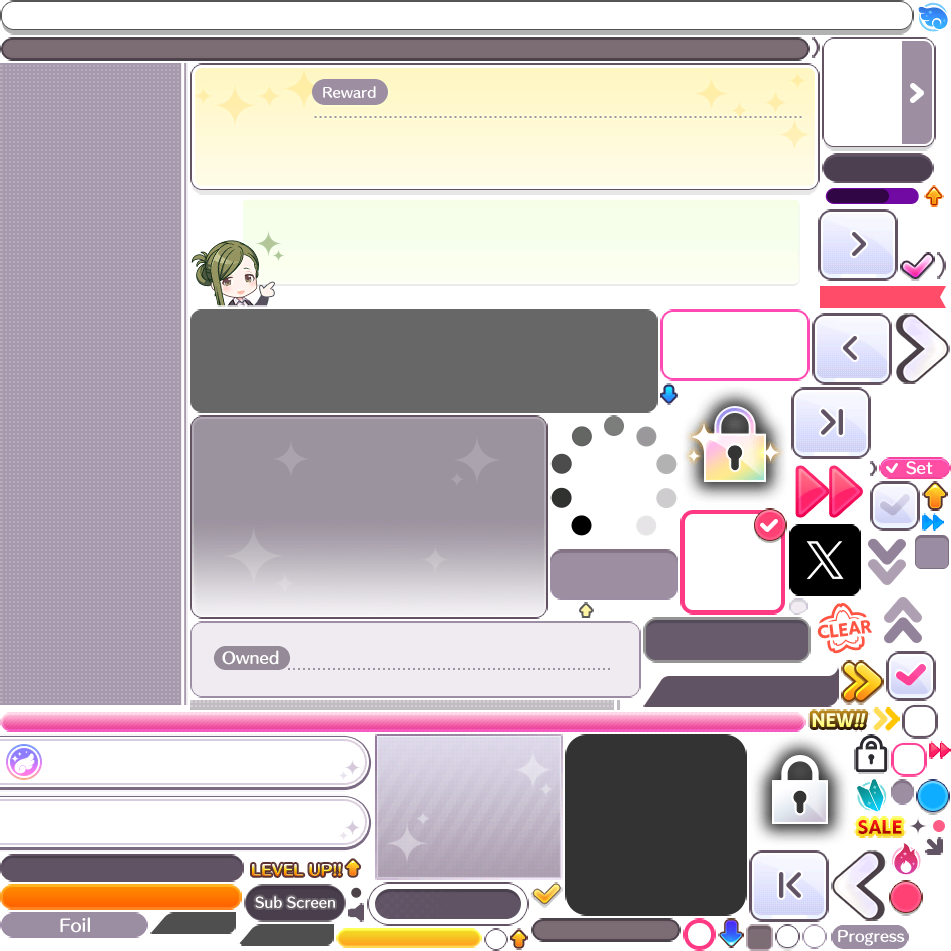 Reward
Set
CLEAR
Owned
NEW!!
SALE
LEVEL UP!!
Sub Screen
Foil
Progress